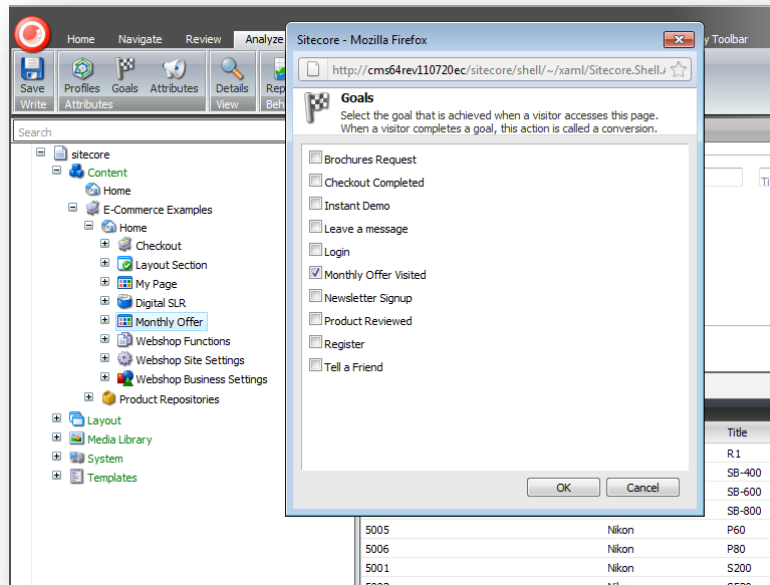 Home Navigate Review Analyze
y Toolbar
Save Profiles Goals Attributes Details Rep
Write Attributes View Beh
Search
sitecore
Content
Home
E-Commerce Examples
Home
Checkout
Layout Section
My Page
Digital SLR
Monthly Offer
Webshop Functions
Webshop Site Settings
Webshop Business Settings
Product Repositories
Layout
Media Library
System
Templates
Sitecore - Mozilla Firefox
http://cms64rev110720ec/sitecore/shell/~/xaml/Sitecore.Shell.
Goals
Select the goal that is achieved when a visitor accesses this page.
When a visitor completes a goal, this action is called a conversion.
Brochures Request
Checkout Completed
Instant Demo
Leave a message
Login
Monthly Offer Visited
Newsletter Signup
Product Reviewed
Register
Tell a Friend
OK Cancel
Ti
Title
R1
SB-400
SB-600
SB-800
5005 Nikon P60
5006 Nikon P80
5001 Nikon S200